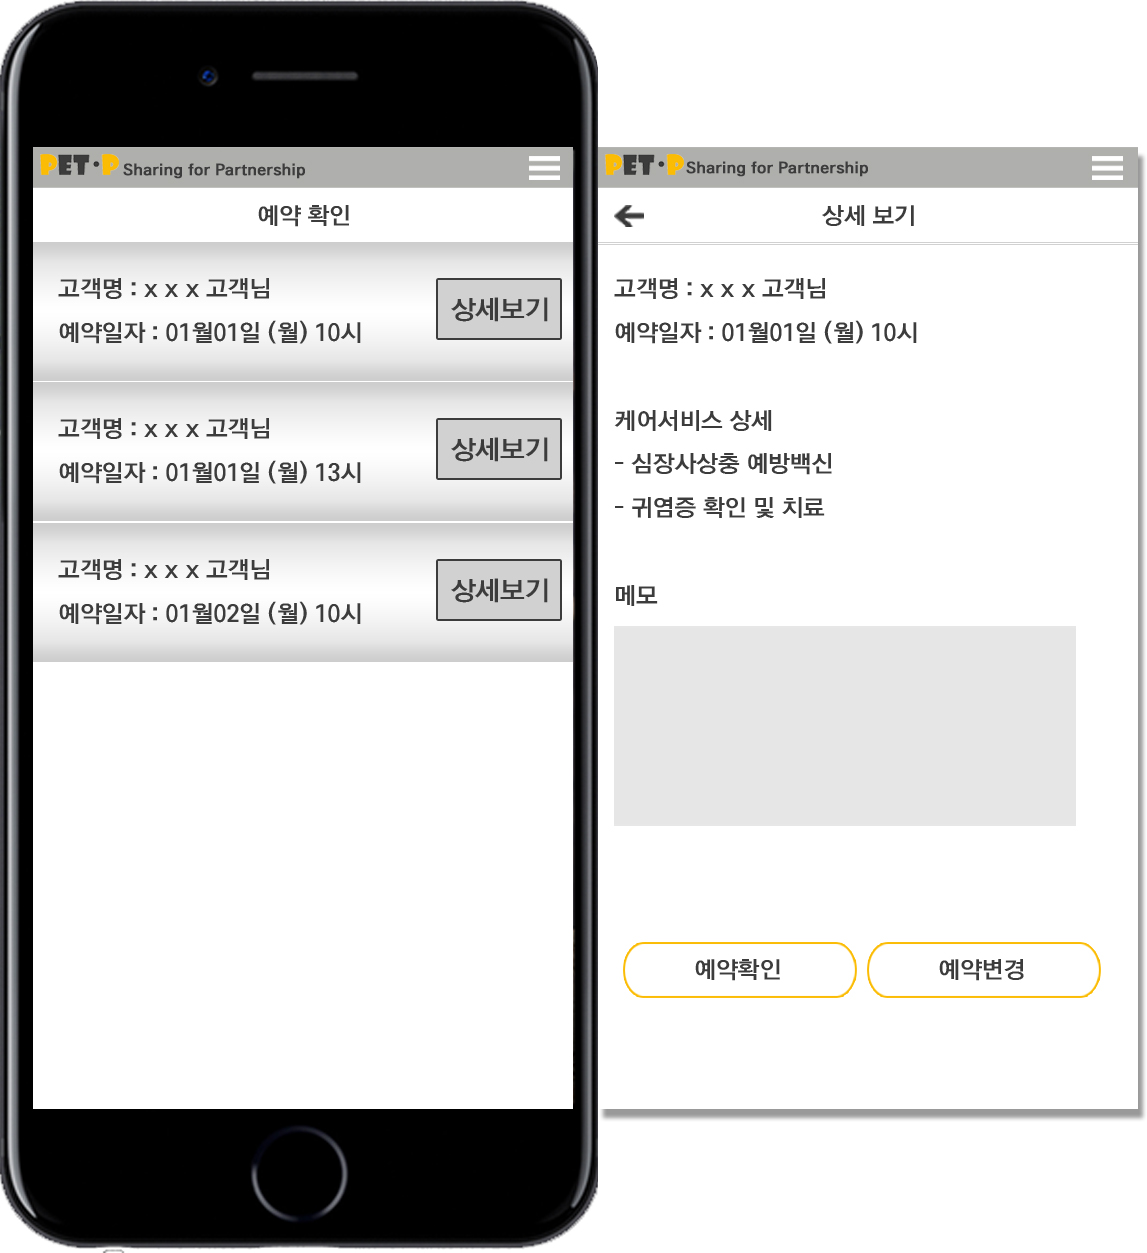 PET·P Sharing for Partnership
예약 확인
고객명 : x x x 고객님
예약일자 : 01월01일 (월) 10시
상세보기
고객명 : x x x 고객님
예약일자 : 01월01일 (월) 13시
상세보기
고객명 : x x x 고객님
예약일자 : 01월02일 (월) 10시
상세보기
PET·P Sharing for Partnership
상세 보기
고객명 : x x x 고객님
예약일자 : 01월01일 (월) 10시
케어서비스 상세
- 심장사상충 예방백신
- 귀염증 확인 및 치료
메모
예약확인
예약변경